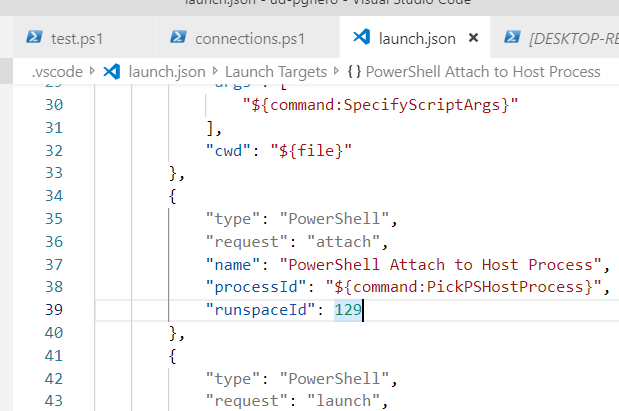 launch.json - ud-pghero - Visual Studio Code
test.ps1 connections.ps1 launch.json × [DESKTOP-RE
.vscode launch.json Launch Targets {} PowerShell Attach to Host Process
29 "args": [
30 "${command:SpecifyScriptArgs}"
31 ],
32 "cwd": "${file}"
33 },
34 {
35 "type": "PowerShell",
36 "request": "attach",
37 "name": "PowerShell Attach to Host Process",
38 "processId": "${command:PickPSHostProcess}",
39 "runspaceId": 129
40 },
41 {
42 "type": "PowerShell",
43 "request": "launch",